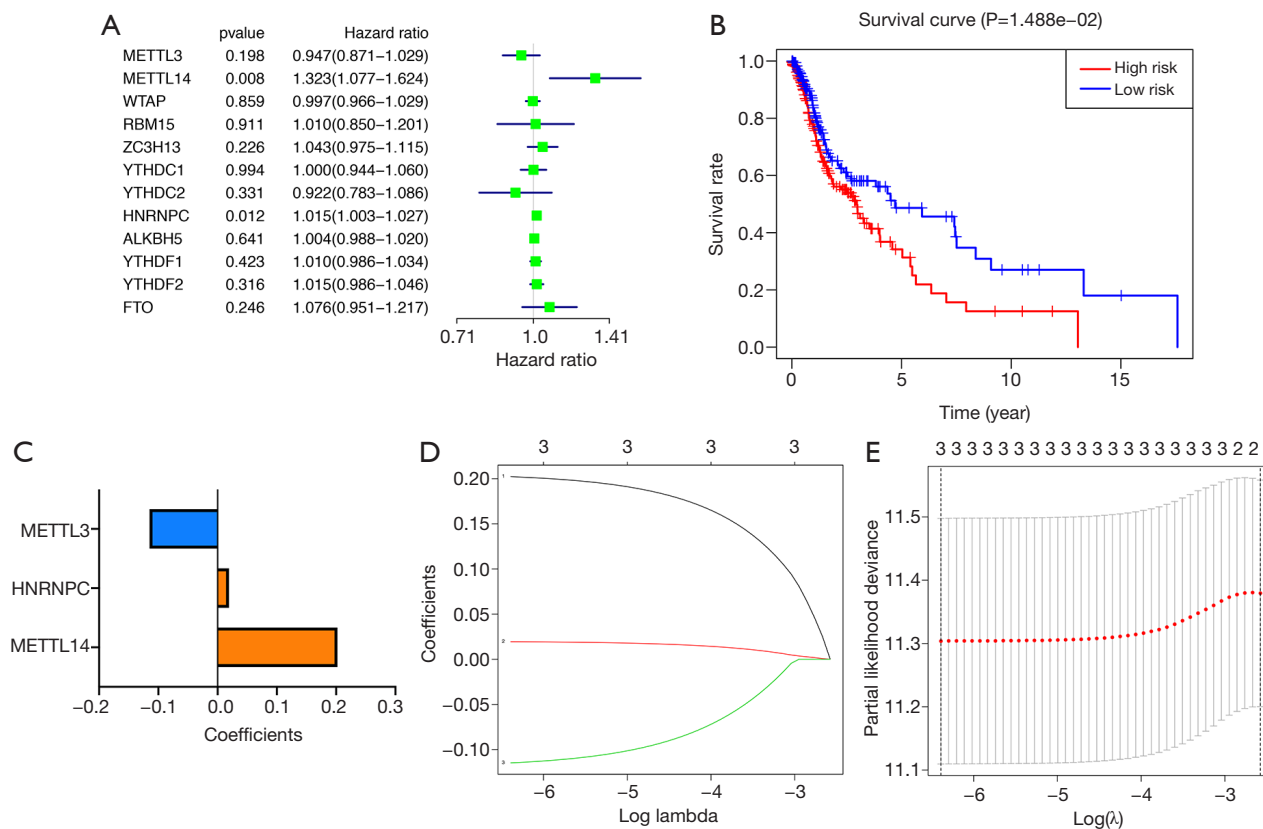 A
pvalue Hazard ratio
METTL3 0.198 0.947(0.871−1.029)
METTL14 0.008 1.323(1.077−1.624)
WTAP 0.859 0.997(0.966−1.029)
RBM15 0.911 1.010(0.850−1.201)
ZC3H13 0.226 1.043(0.975−1.115)
YTHDC1 0.994 1.000(0.944−1.060)
YTHDC2 0.331 0.922(0.783−1.086)
HNRNPC 0.012 1.015(1.003−1.027)
ALKBH5 0.641 1.004(0.988−1.020)
YTHDF1 0.423 1.010(0.986−1.034)
YTHDF2 0.316 1.015(0.986−1.046)
FTO 0.246 1.076(0.951−1.217)
0.71 1.0 1.41
Hazard ratio
B
Survival curve (P=1.488e−02)
High risk
Low risk
Survival rate
1.0
0.8
0.6
0.4
0.2
0.0
0 5 10 15
Time (year)
C
METTL3
HNRNPC
METTL14
−0.2 −0.1 0.0 0.1 0.2 0.3
Coefficients
D
3 3 3 3
Coefficients
0.20
0.15
0.10
0.05
0.00
−0.05
−0.10
1
2
3
−6 −5 −4 −3
Log lambda
E
3 3 3 3 3 3 3 3 3 3 3 3 3 3 3 3 3 3 3 2 2
Partial likelihood deviance
11.5
11.4
11.3
11.2
11.1
−6 −5 −4 −3
Log(λ)